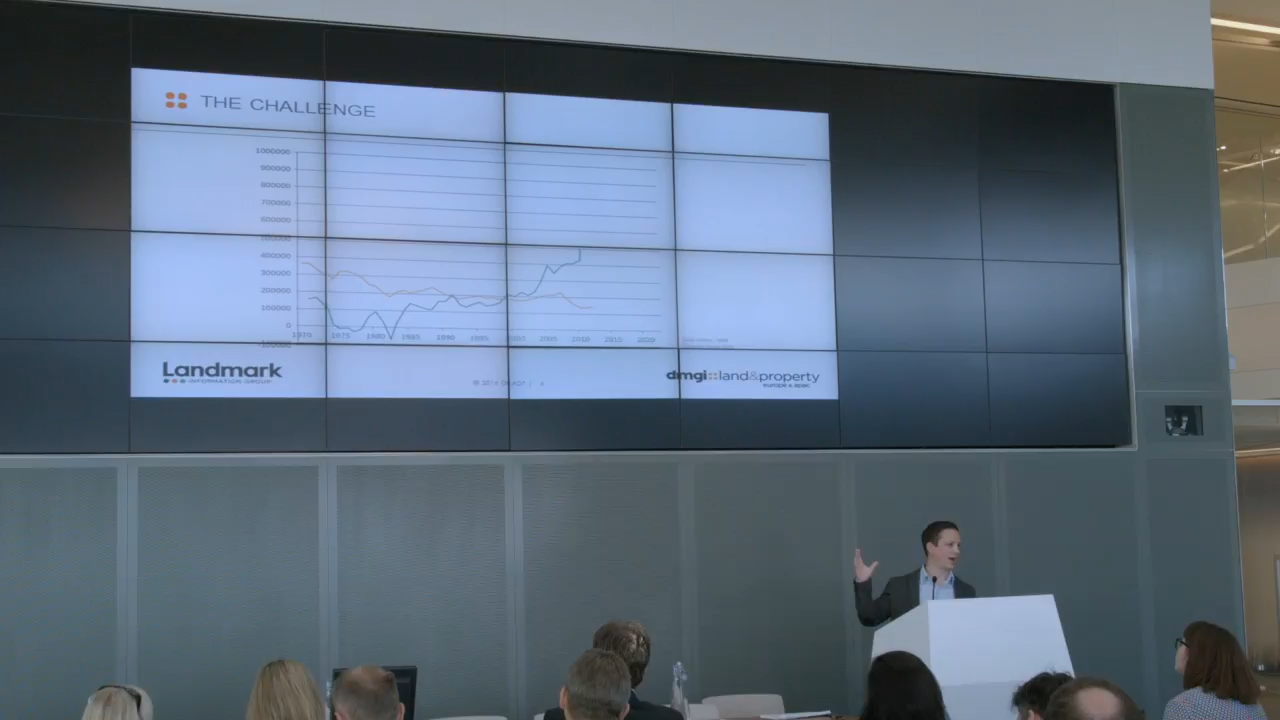 THE CHALLENGE
1000000
900000
800000
700000
600000
500000
400000
300000
200000
100000
0
1970 1975 1980 1985 1990 1995 2005 2010 2015 2020
Landmark
INFORMATION GROUP
dmgi::land&property
europe & apac